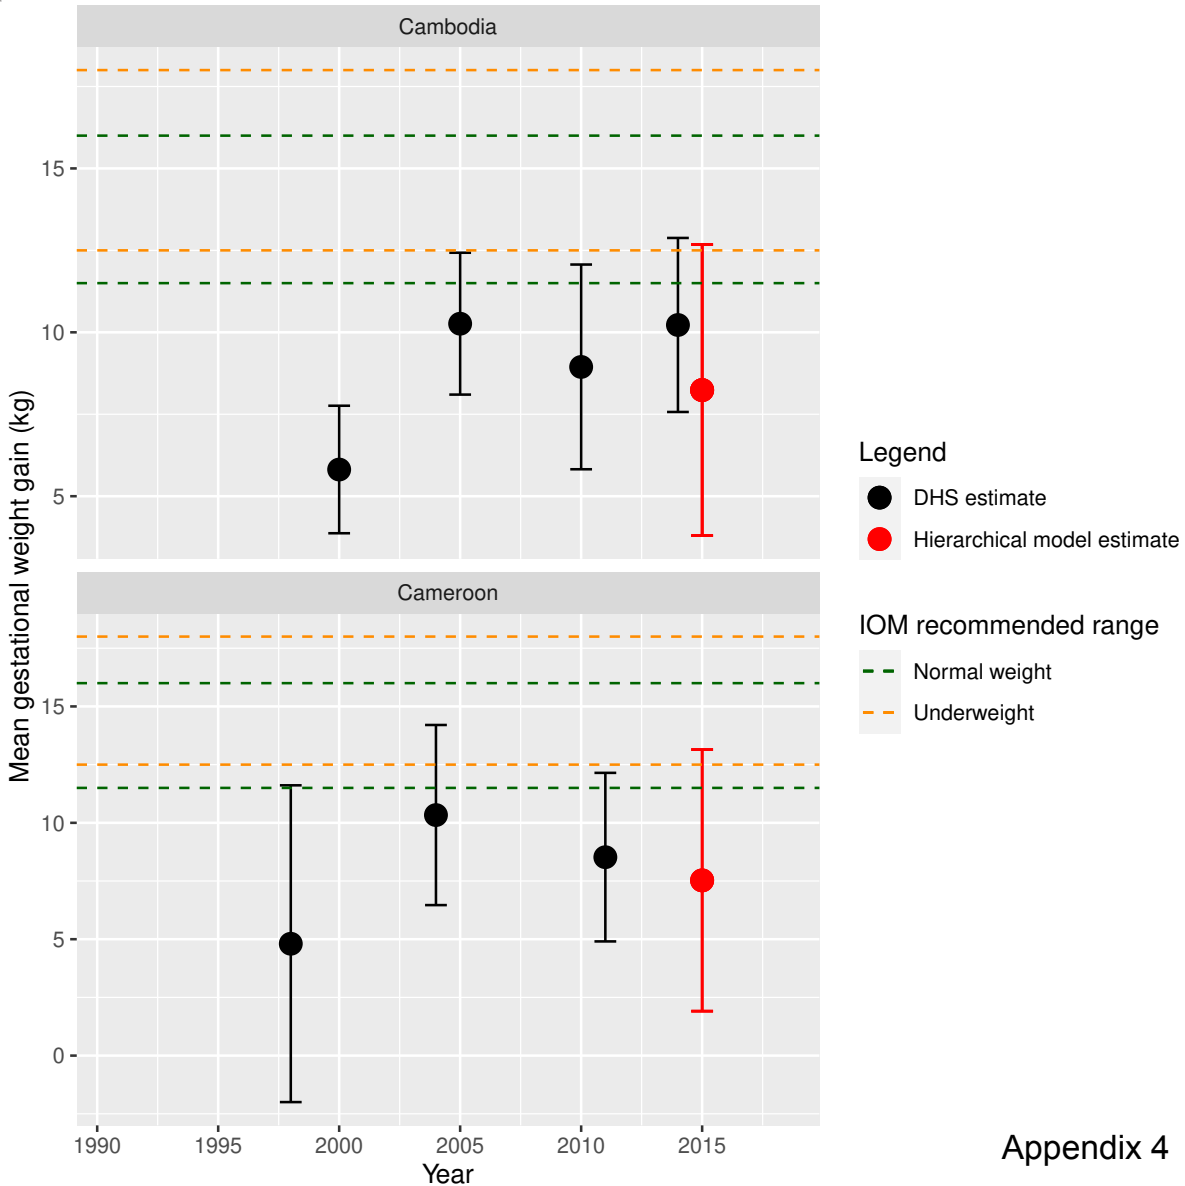 Cambodia
15
10
5
Mean gestational weight gain (kg)
Cameroon
15
10
5
0
1990 1995 2000 2005 2010 2015
Year
Legend
DHS estimate
Hierarchical model estimate
IOM recommended range
Normal weight
Underweight
Appendix 4